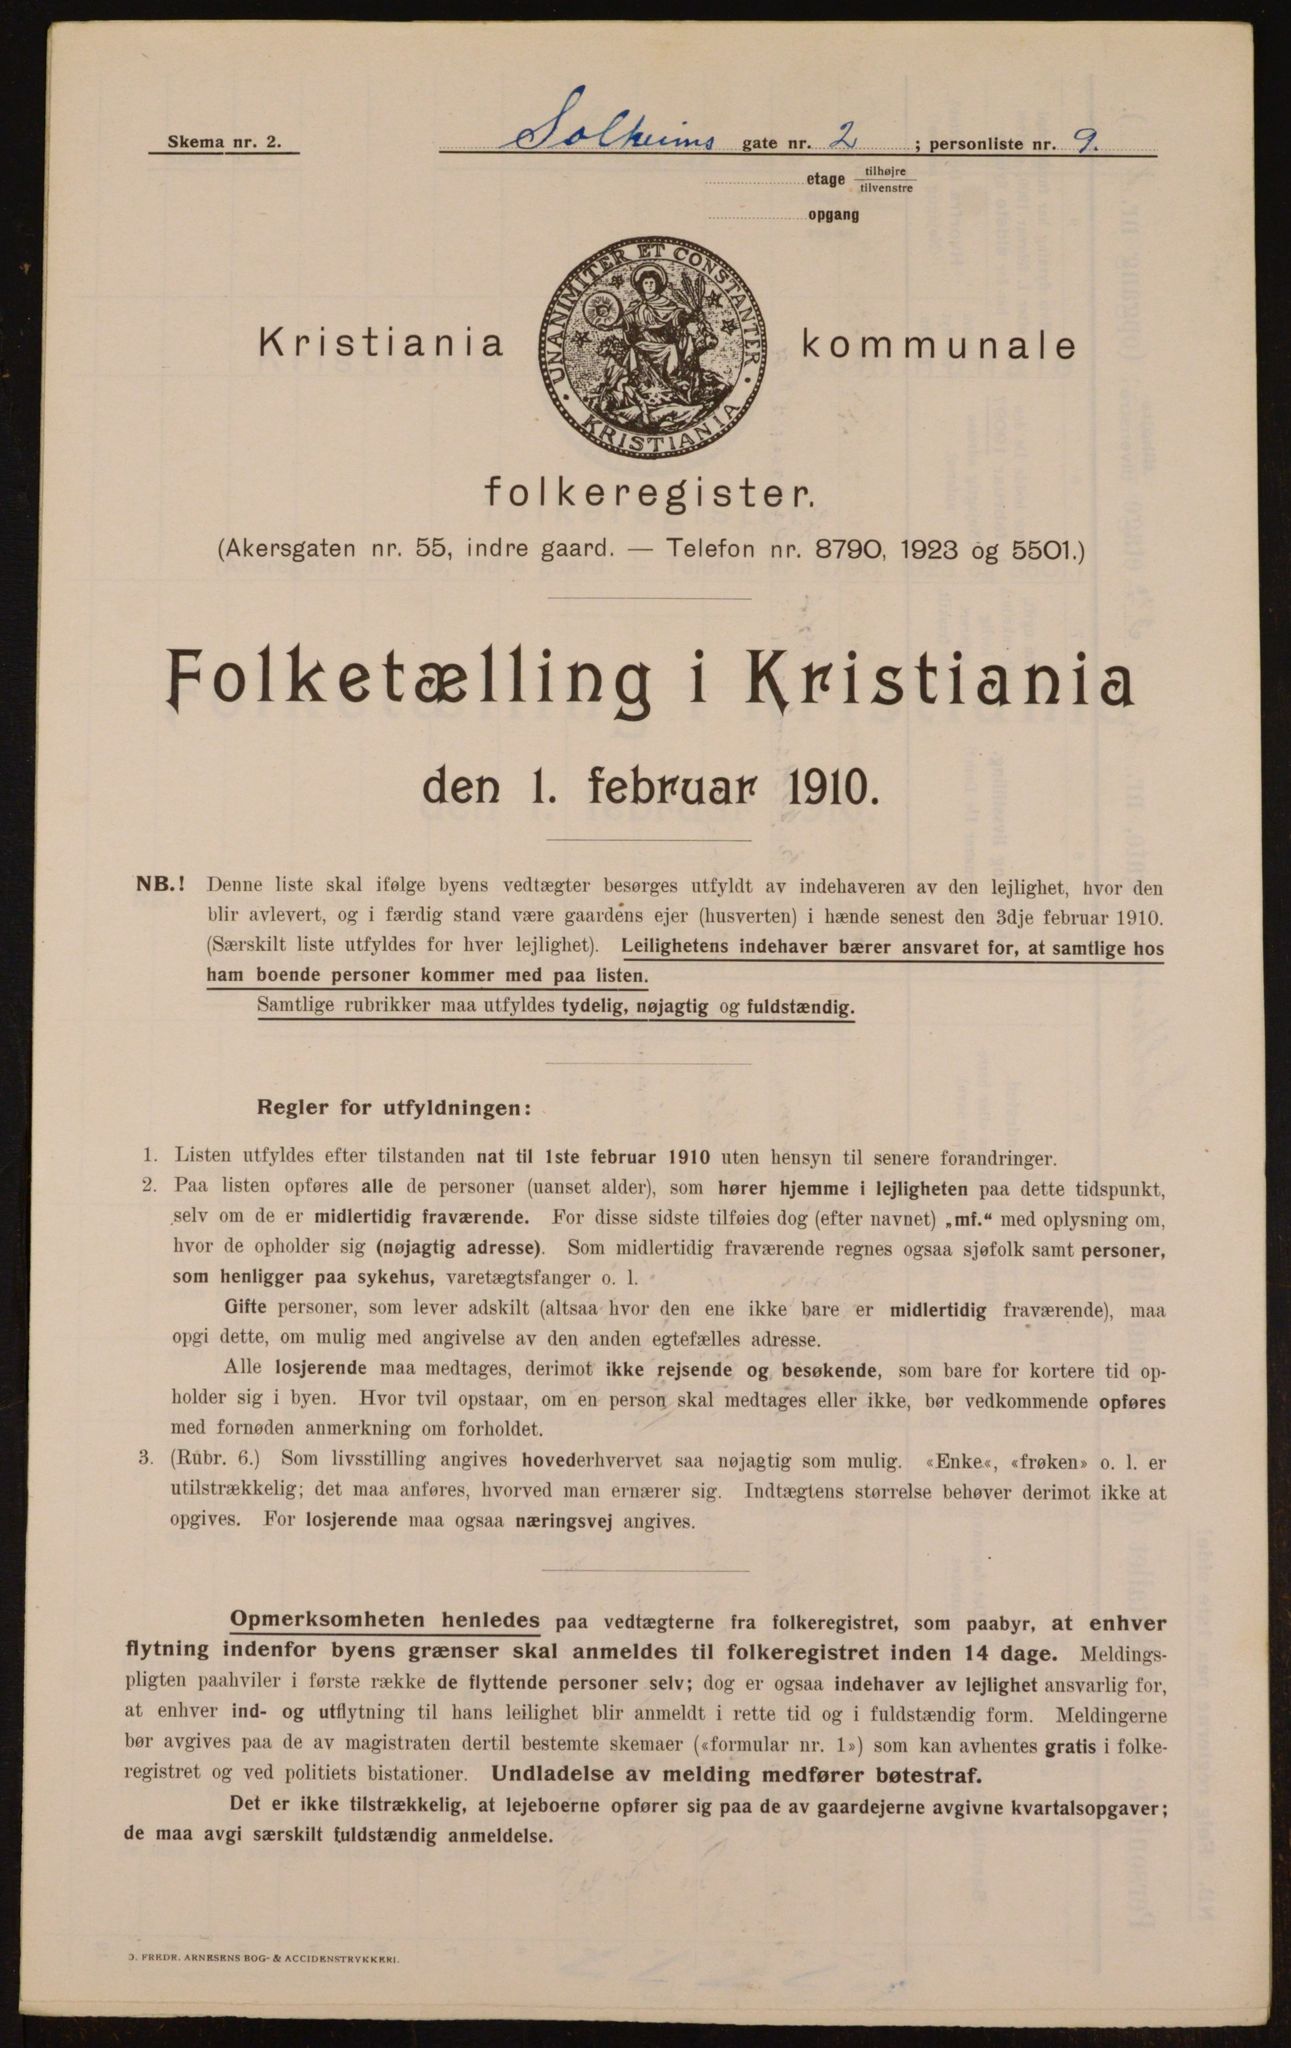 Skema nr. 2.
Solheims gate nr. 2 ; personliste nr. 9.
etage tilhøjre
tilvenstre
opgang
UNANIMITER ET CONSTANTER
KRISTIANIA
Kristiania kommunale
folkeregister.
(Akersgaten nr. 55, indre gaard. — Telefon nr. 8790, 1923 og 5501.)
Folketælling i Kristiania
den 1. februar 1910.
NB.! Denne liste skal ifølge byens vedtægter besørges utfyldt av indehaveren av den lejlighet, hvor den
blir avlevert, og i færdig stand være gaardens ejer (husverten) i hænde senest den 3dje februar 1910.
(Særskilt liste utfyldes for hver lejlighet). Leilighetens indehaver bærer ansvaret for, at samtlige hos
ham boende personer kommer med paa listen.
Samtlige rubrikker maa utfyldes tydelig, nøjagtig og fuldstændig.
Regler for utfyldningen:
1. Listen utfyldes efter tilstanden nat til 1ste februar 1910 uten hensyn til senere forandringer.
2. Paa listen opføres alle de personer (uanset alder), som hører hjemme i lejligheten paa dette tidspunkt,
selv om de er midlertidig fraværende. For disse sidste tilføies dog (efter navnet) „mf.“ med oplysning om,
hvor de opholder sig (nøjagtig adresse). Som midlertidig fraværende regnes ogsaa sjøfolk samt personer,
som henligger paa sykehus, varetægtsfanger o. l.
Gifte personer, som lever adskilt (altsaa hvor den ene ikke bare er midlertidig fraværende), maa
opgi dette, om mulig med angivelse av den anden egtefælles adresse.
Alle losjerende maa medtages, derimot ikke rejsende og besøkende, som bare for kortere tid op-
holder sig i byen. Hvor tvil opstaar, om en person skal medtages eller ikke, bør vedkommende opføres
med fornøden anmerkning om forholdet.
3. (Rubr. 6.) Som livsstilling angives hovederhvervet saa nøjagtig som mulig. «Enke«, «frøken» o. l. er
utilstrækkelig; det maa anføres, hvorved man ernærer sig. Indtægtens størrelse behøver derimot ikke at
opgives. For losjerende maa ogsaa næringsvej angives.
Opmerksomheten henledes paa vedtægterne fra folkeregistret, som paabyr, at enhver
flytning indenfor byens grænser skal anmeldes til folkeregistret inden 14 dage. Meldings-
pligten paahviler i første række de flyttende personer selv; dog er ogsaa indehaver av lejlighet ansvarlig for,
at enhver ind- og utflytning til hans leilighet blir anmeldt i rette tid og i fuldstændig form. Meldingerne
bør avgives paa de av magistraten dertil bestemte skemaer («formular nr. 1») som kan avhentes gratis i folke-
registret og ved politiets bistationer. Undladelse av melding medfører bøtestraf.
Det er ikke tilstrækkelig, at lejeboerne opfører sig paa de av gaardejerne avgivne kvartalsopgaver;
de maa avgi særskilt fuldstændig anmeldelse.
J. FREDR. ARNESENS BOG- & ACCIDENSTRYKKERI.